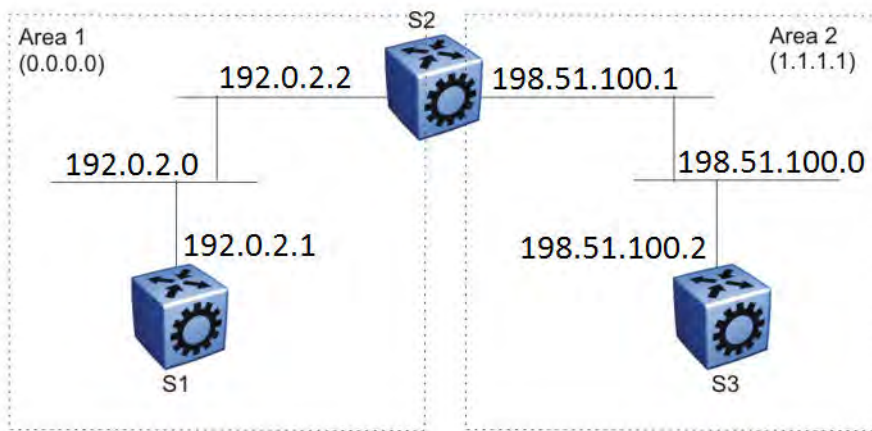 S2
Area 1
(0.0.0.0)
Area 2
(1.1.1.1)
192.0.2.2
198.51.100.1
192.0.2.0
198.51.100.0
192.0.2.1
198.51.100.2
S1
S3